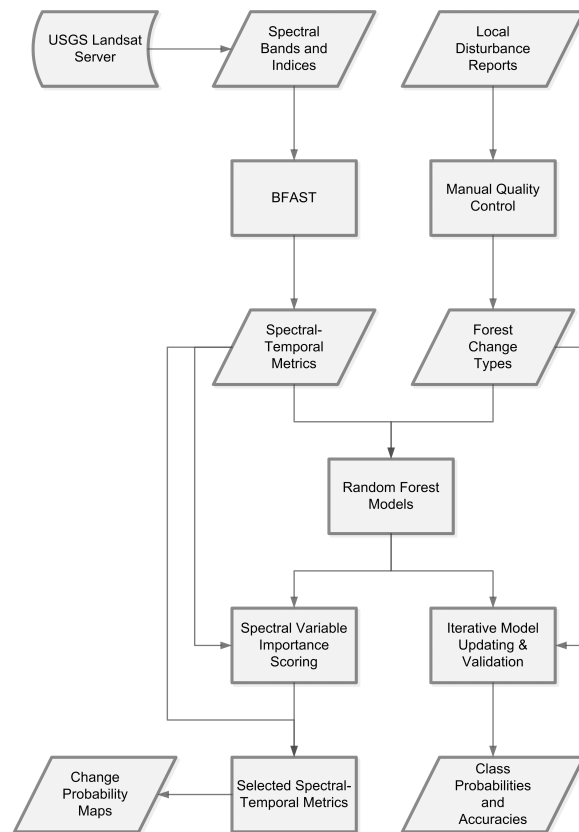 USGS Landsat
Server
Spectral
Bands and
Indices
Local
Disturbance
Reports
BFAST
Manual Quality
Control
Spectral-
Temporal
Metrics
Forest
Change
Types
Random Forest
Models
Spectral Variable
Importance
Scoring
Iterative Model
Updating &
Validation
Change
Probability
Maps
Selected Spectral-
Temporal Metrics
Class
Probabilities
and
Accuracies